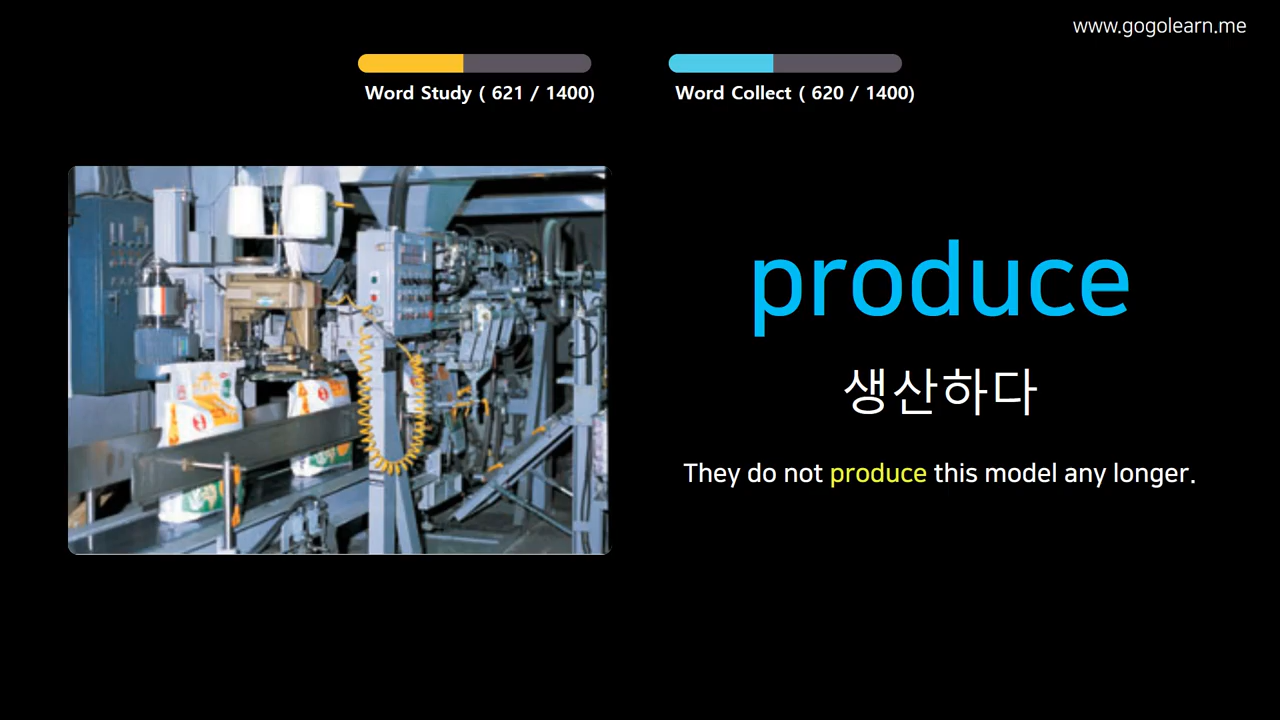 www.gogolearn.me
Word Study ( 621 / 1400)
Word Collect ( 620 / 1400)
produce
생산하다
They do not produce this model any longer.